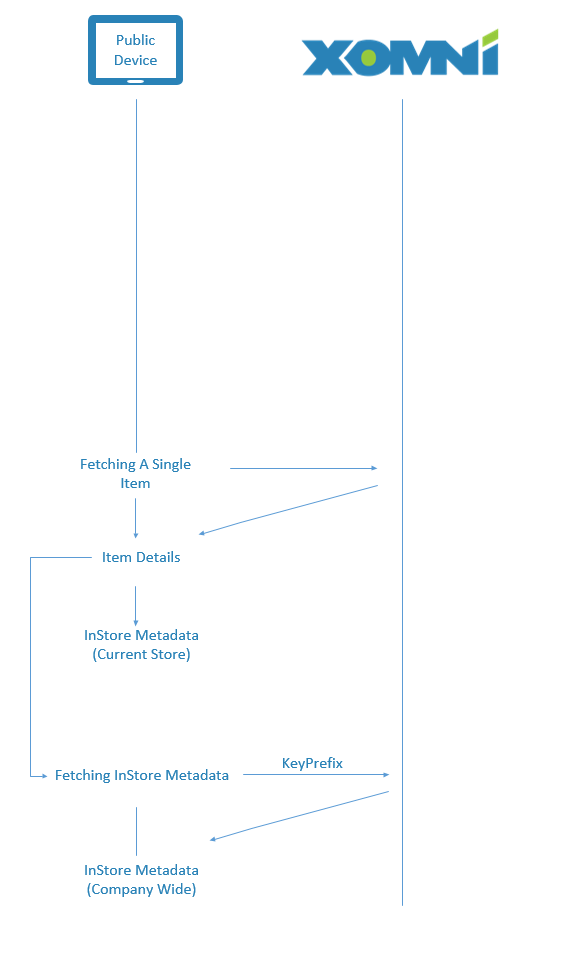 Public
Device
XOMNi
Fetching A Single
Item
Item Details
InStore Metadata
(Current Store)
KeyPrefix
Fetching InStore Metadata
InStore Metadata
(Company Wide)